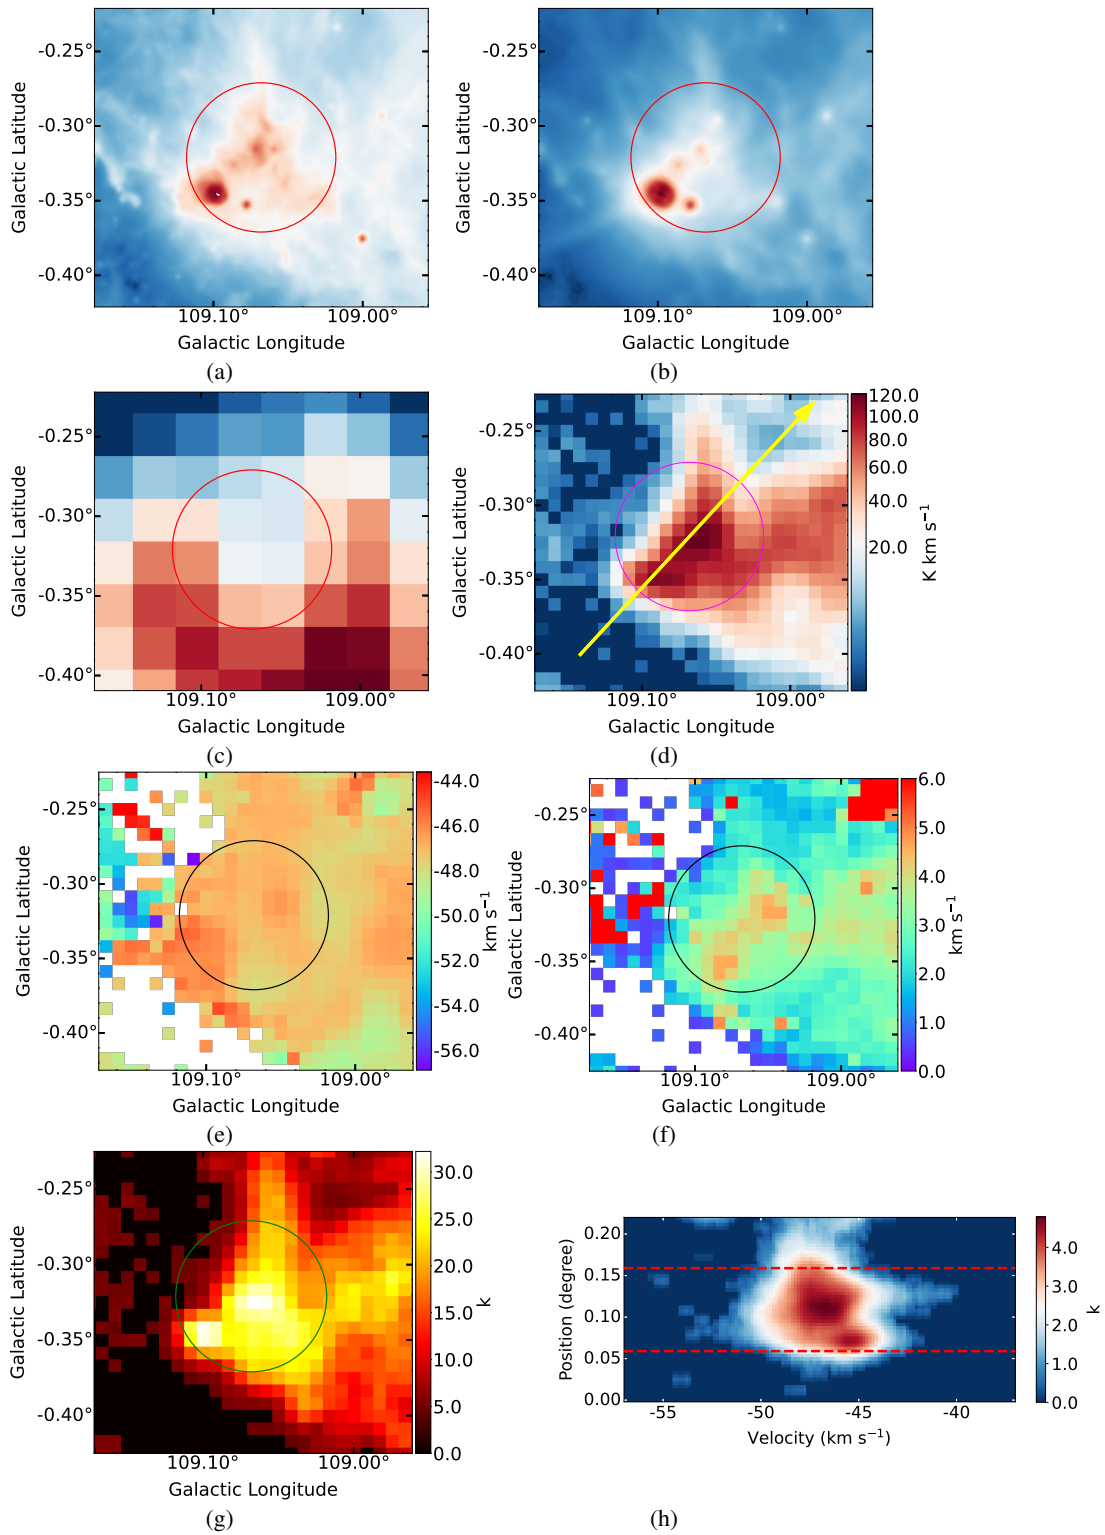 -0.25°
-0.30°
-0.35°
-0.40°
Galactic Latitude
109.10° 109.00°
Galactic Longitude
(a)
-0.25°
-0.30°
-0.35°
-0.40°
Galactic Latitude
109.10° 109.00°
Galactic Longitude
(b)
-0.25°
-0.30°
-0.35°
-0.40°
Galactic Latitude
109.10° 109.00°
Galactic Longitude
(c)
-0.25°
-0.30°
-0.35°
-0.40°
Galactic Latitude
109.10° 109.00°
Galactic Longitude
120.0
100.0
80.0
60.0
40.0
20.0
K km s⁻¹
(d)
-0.25°
-0.30°
-0.35°
-0.40°
Galactic Latitude
109.10° 109.00°
Galactic Longitude
-44.0
-46.0
-48.0
-50.0
-52.0
-54.0
-56.0
km s⁻¹
(e)
-0.25°
-0.30°
-0.35°
-0.40°
Galactic Latitude
109.10° 109.00°
Galactic Longitude
6.0
5.0
4.0
3.0
2.0
1.0
0.0
km s⁻¹
(f)
-0.25°
-0.30°
-0.35°
-0.40°
Galactic Latitude
109.10° 109.00°
Galactic Longitude
30.0
25.0
20.0
15.0
10.0
5.0
0.0
k
(g)
0.20
0.15
0.10
0.05
0.00
Position (degree)
-55 -50 -45 -40
Velocity (km s⁻¹)
4.0
3.0
2.0
1.0
0.0
k
(h)